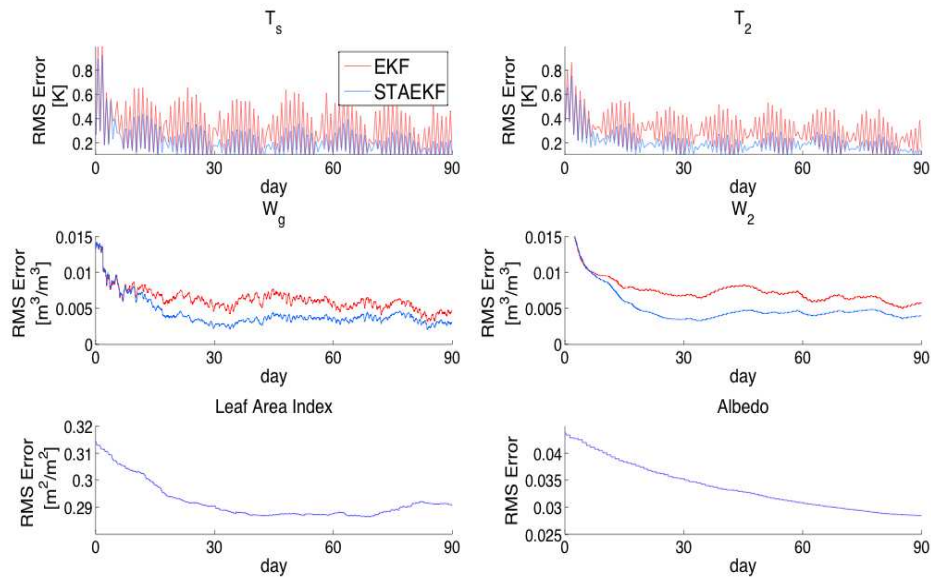 T_s
RMS Error
[K]
0.8
0.6
0.4
0.2
0
30
60
90
day
EKF
STAEKF
T_2
RMS Error
[K]
0.8
0.6
0.4
0.2
0
30
60
90
day
W_g
RMS Error
[m^3/m^3]
0.015
0.01
0.005
0
0
30
60
90
day
W_2
RMS Error
[m^3/m^3]
0.015
0.01
0.005
0
0
30
60
90
day
Leaf Area Index
RMS Error
[m^2/m^2]
0.32
0.31
0.3
0.29
0
30
60
90
day
Albedo
RMS Error
0.04
0.035
0.03
0.025
0
30
60
90
day